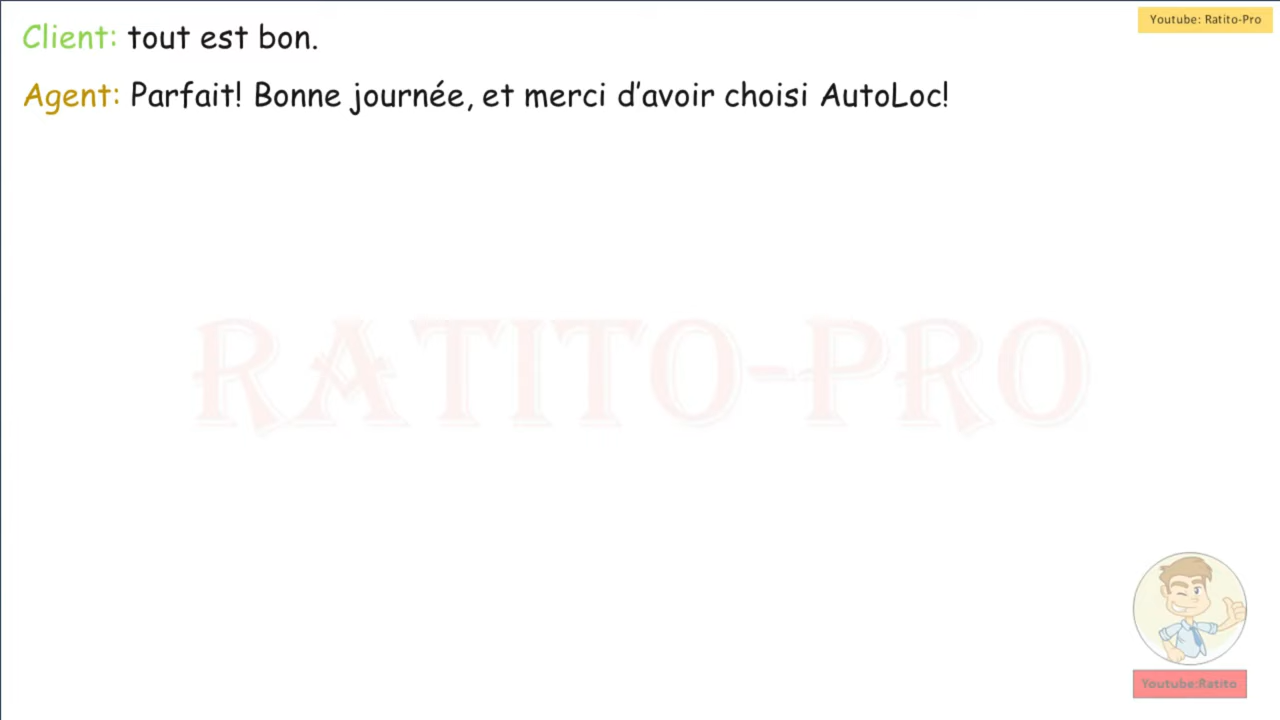 Youtube: Ratito-Pro
Client: tout est bon.
Agent: Parfait! Bonne journée, et merci d’avoir choisi AutoLoc!
RATITO-PRO
Youtube:Ratito